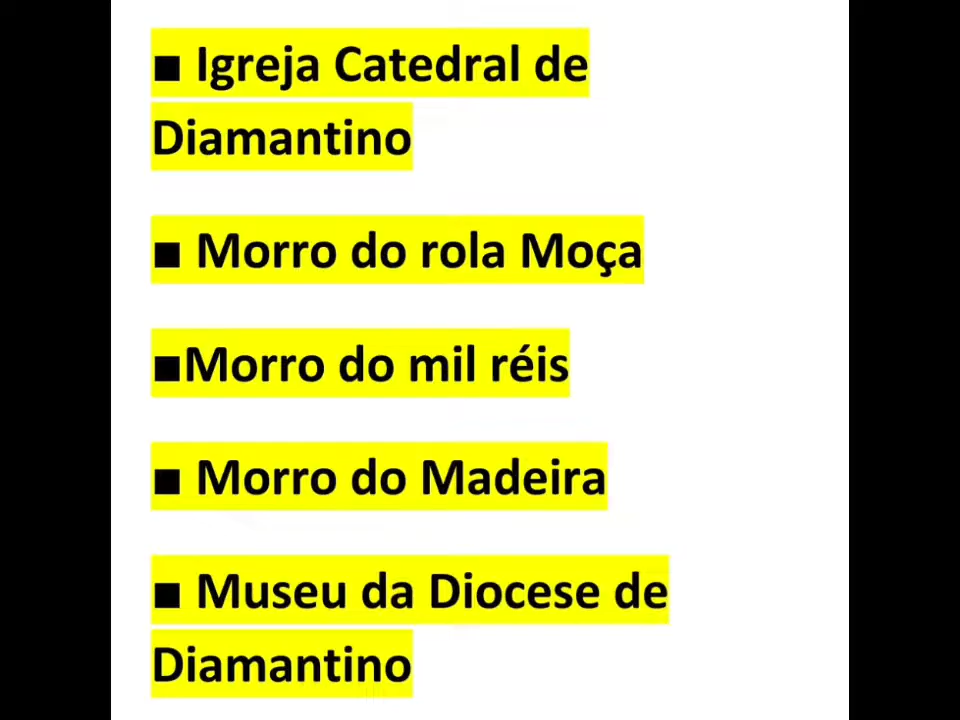 ■ Igreja Catedral de
Diamantino
■ Morro do rola Moça
■Morro do mil réis
■ Morro do Madeira
■ Museu da Diocese de
Diamantino